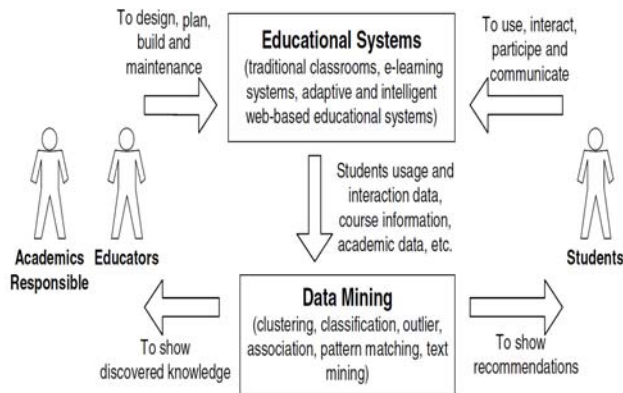 To design, plan,
build and
maintenance
Educational Systems
(traditional classrooms, e-learning
systems, adaptive and intelligent
web-based educational systems)
To use, interact,
participe and
communicate
Students usage and
interaction data,
course information,
academic data, etc.
Academics
Responsible
Educators
Students
Data Mining
(clustering, classification, outlier,
association, pattern matching, text
mining)
To show
discovered knowledge
To show
recommendations